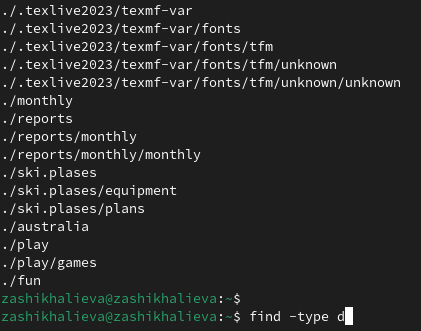 ./.texlive2023/texmf-var
./.texlive2023/texmf-var/fonts
./.texlive2023/texmf-var/fonts/tfm
./.texlive2023/texmf-var/fonts/tfm/unknown
./.texlive2023/texmf-var/fonts/tfm/unknown/unknown
./monthly
./reports
./reports/monthly
./reports/monthly/monthly
./ski.plases
./ski.plases/equipment
./ski.plases/plans
./australia
./play
./play/games
./fun
zashikhalieva@zashikhalieva:~$
zashikhalieva@zashikhalieva:~$ find -type d